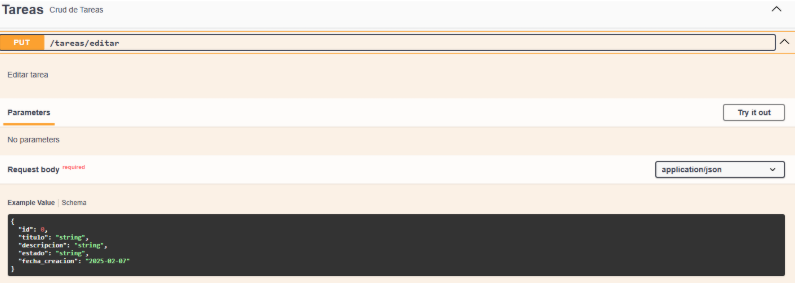 Tareas Crud de Tareas
PUT /tareas/editar
Editar tarea
Parameters Try it out
No parameters
Request body required application/json
Example Value Schema
{
"id": 0,
"titulo": "string",
"descripcion": "string",
"estado": "string",
"fecha_creacion": "2025-02-07"
}